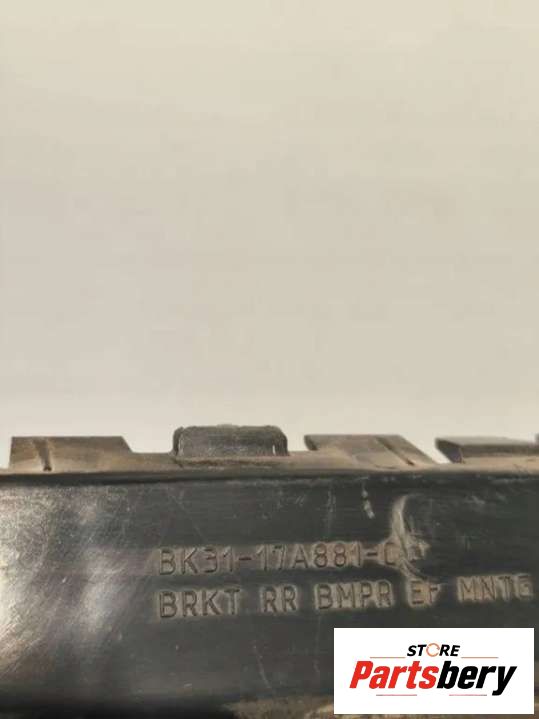 BK31-17A881-C
BRKT RR BMPR EF MNTG
STORE
Partsbery